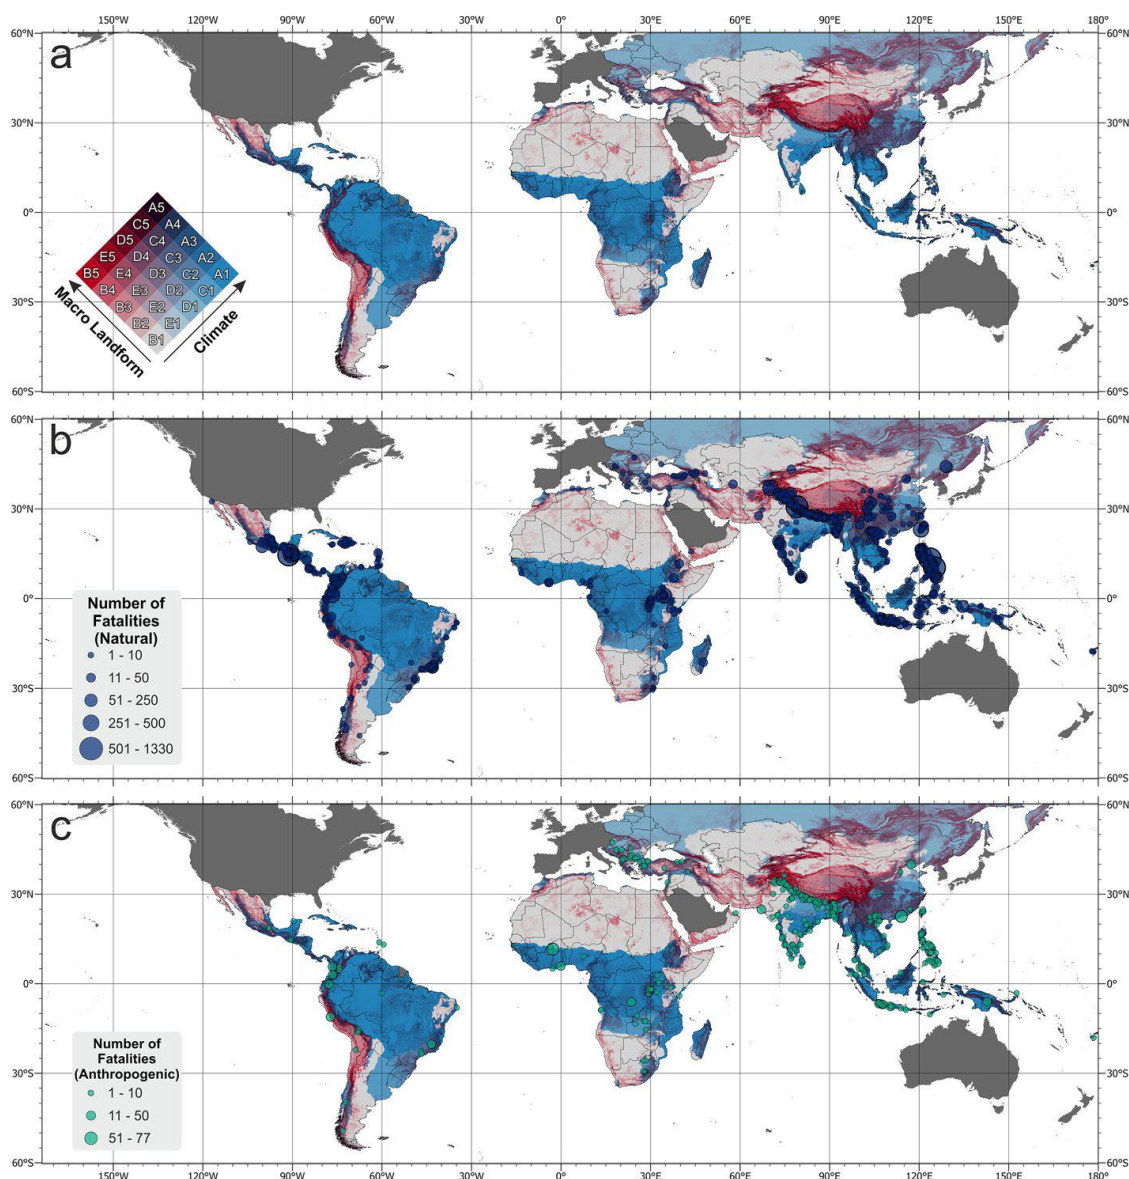 150°W 120°W 90°W 60°W 30°W 0° 30°E 60°E 90°E 120°E 150°E 180°
60°N 60°N
a
30°N 30°N
0° 0°
A5
C5 A4
D5 C4 A3
E5 D4 C3 A2
B5 E4 D3 C2 A1
B4 E3 D2 C1
B3 E2 D1
B2 E1
B1
Macro Landform
Climate
30°S 30°S
60°S 60°S
60°N 60°N
b
30°N 30°N
0° 0°
Number of
Fatalities
(Natural)
1 - 10
11 - 50
51 - 250
251 - 500
501 - 1330
30°S 30°S
60°S 60°S
60°N 60°N
c
30°N 30°N
0° 0°
Number of
Fatalities
(Anthropogenic)
1 - 10
11 - 50
51 - 77
30°S 30°S
60°S 60°S
150°W 120°W 90°W 60°W 30°W 0° 30°E 60°E 90°E 120°E 150°E 180°